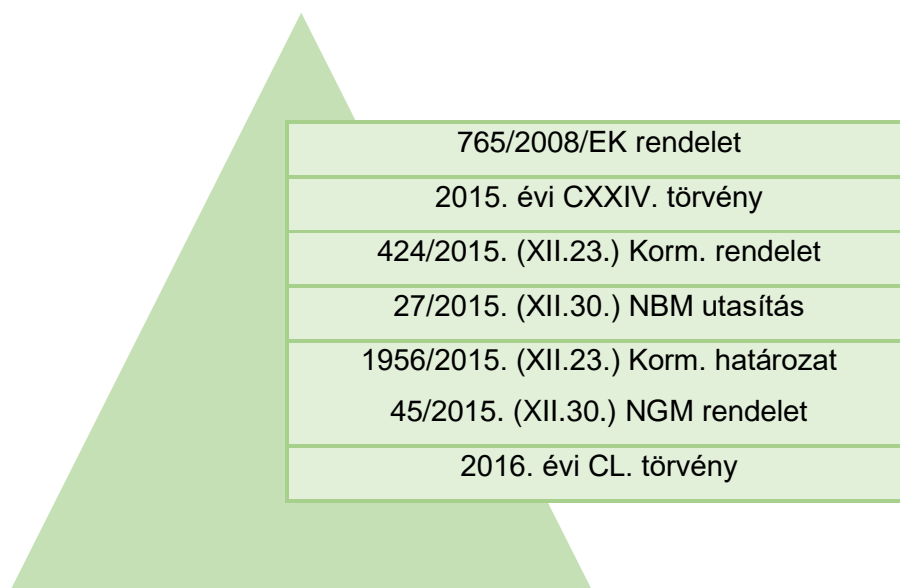 765/2008/EK rendelet
2015. évi CXXIV. törvény
424/2015. (XII.23.) Korm. rendelet
27/2015. (XII.30.) NBM utasítás
1956/2015. (XII.23.) Korm. határozat
45/2015. (XII.30.) NGM rendelet
2016. évi CL. törvény